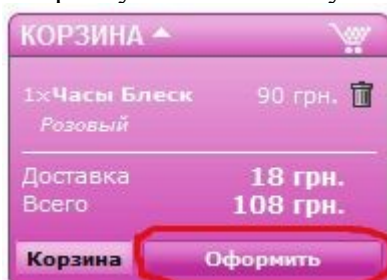 КОРЗИНА
1×Часы Блеск 90 грн.
Розовый
Доставка 18 грн.
Всего 108 грн.
Корзина Оформить